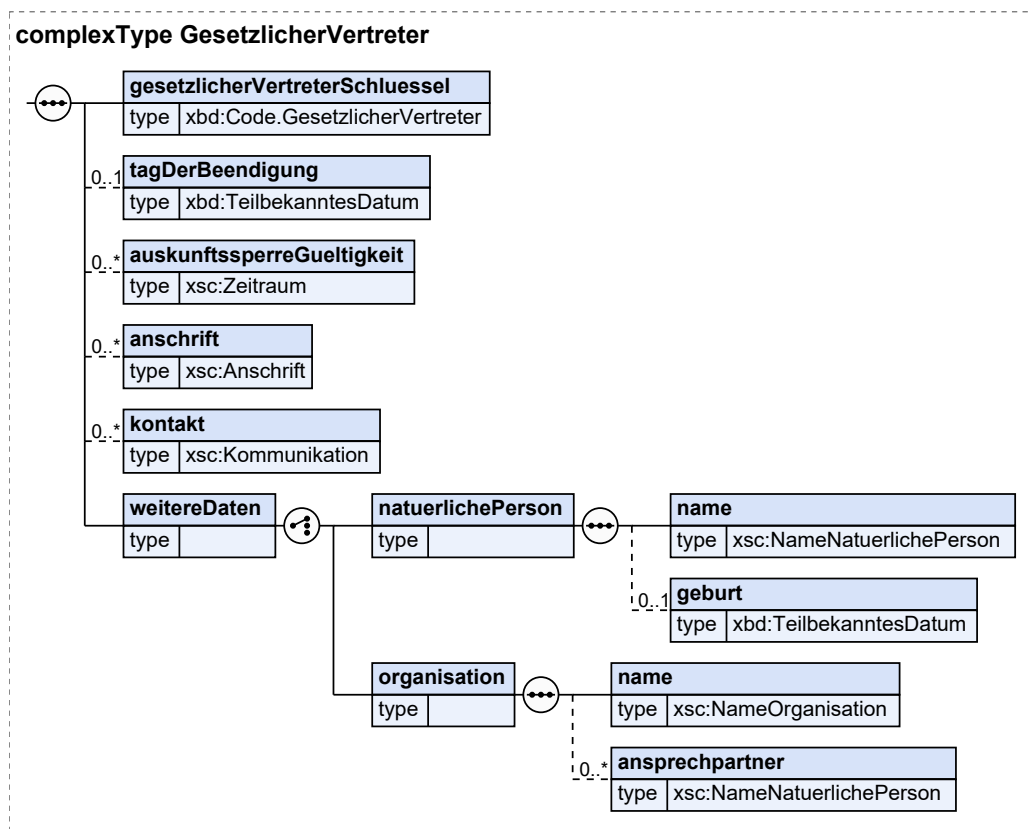 complexType GesetzlicherVertreter
gesetzlicherVertreterSchluessel
type xbd:Code.GesetzlicherVertreter
0..1 tagDerBeendigung
type xbd:TeilbekanntesDatum
0..* auskunftssperreGueltigkeit
type xsc:Zeitraum
0..* anschrift
type xsc:Anschrift
0..* kontakt
type xsc:Kommunikation
weitereDaten natuerlichePerson name
type type type xsc:NameNatuerlichePerson
0..1 geburt
type xbd:TeilbekanntesDatum
organisation name
type type xsc:NameOrganisation
0..* ansprechpartner
type xsc:NameNatuerlichePerson